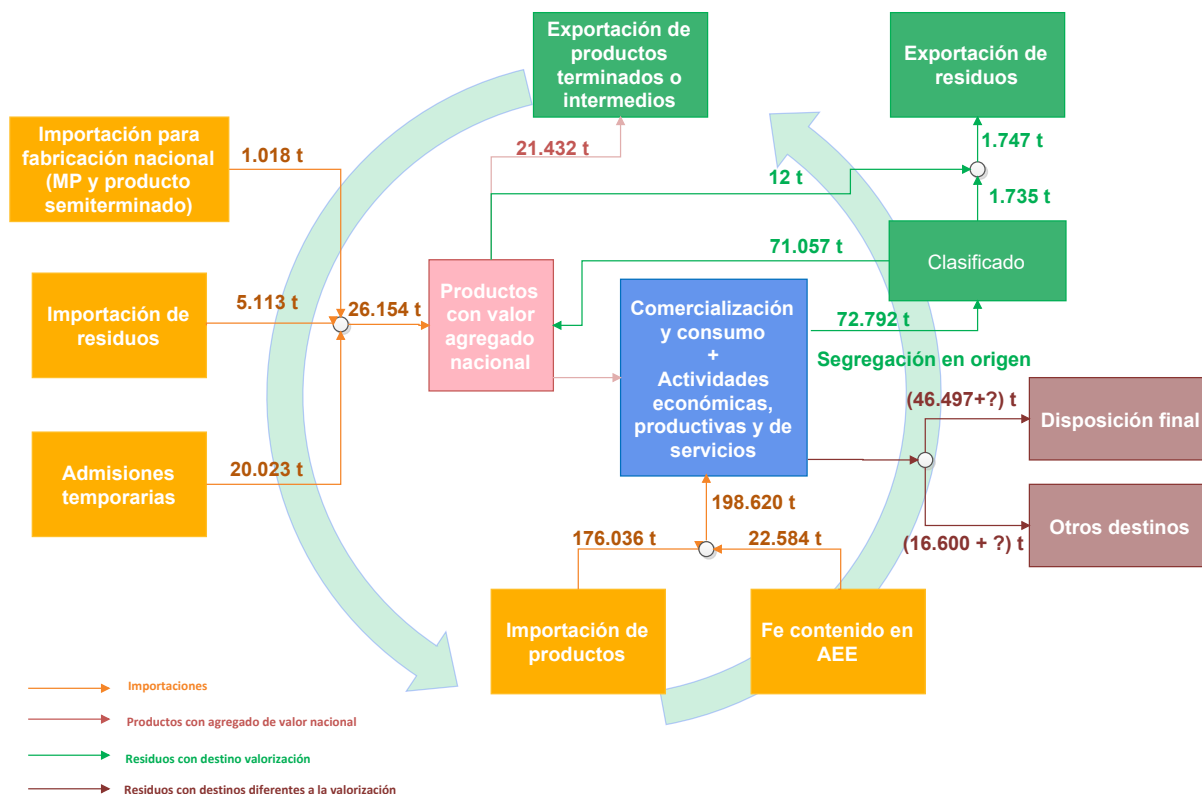 Exportación de
productos
terminados o
intermedios
Exportación de
residuos
Importación para
fabricación nacional
(MP y producto
semiterminado)
1.018 t
21.432 t
1.747 t
12 t
1.735 t
71.057 t
Clasificado
Importación de
residuos
5.113 t
26.154 t
Productos
con valor
agregado
nacional
Comercialización
y consumo
+
Actividades
económicas,
productivas y de
servicios
72.792 t
Segregación en origen
(46.497+?) t
Disposición final
Admisiones
temporarias
20.023 t
198.620 t
Otros destinos
(16.600 + ?) t
176.036 t
22.584 t
Importación de
productos
Fe contenido en
AEE
Importaciones
Productos con agregado de valor nacional
Residuos con destino valorización
Residuos con destinos diferentes a la valorización